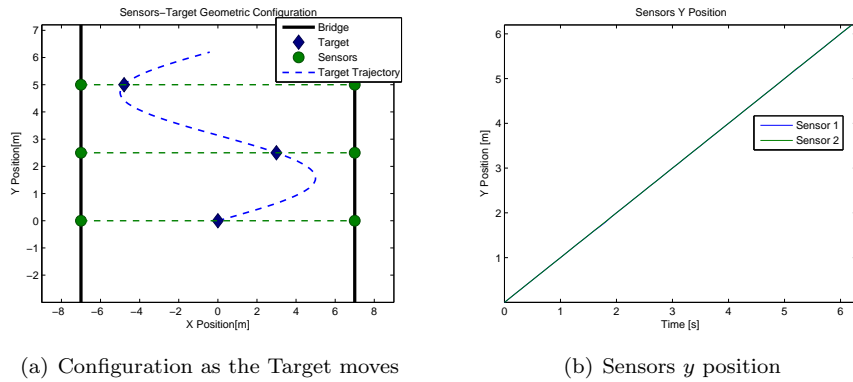 Sensors−Target Geometric Configuration
Bridge
Target
Sensors
Target Trajectory
7
6
5
4
3
2
1
0
−1
−2
Y Position[m]
−8 −6 −4 −2 0 2 4 6 8
X Position[m]
(a) Configuration as the Target moves
Sensors Y Position
Sensor 1
Sensor 2
6
5
4
3
2
1
Y Position [m]
0 1 2 3 4 5 6
Time [s]
(b) Sensors y position